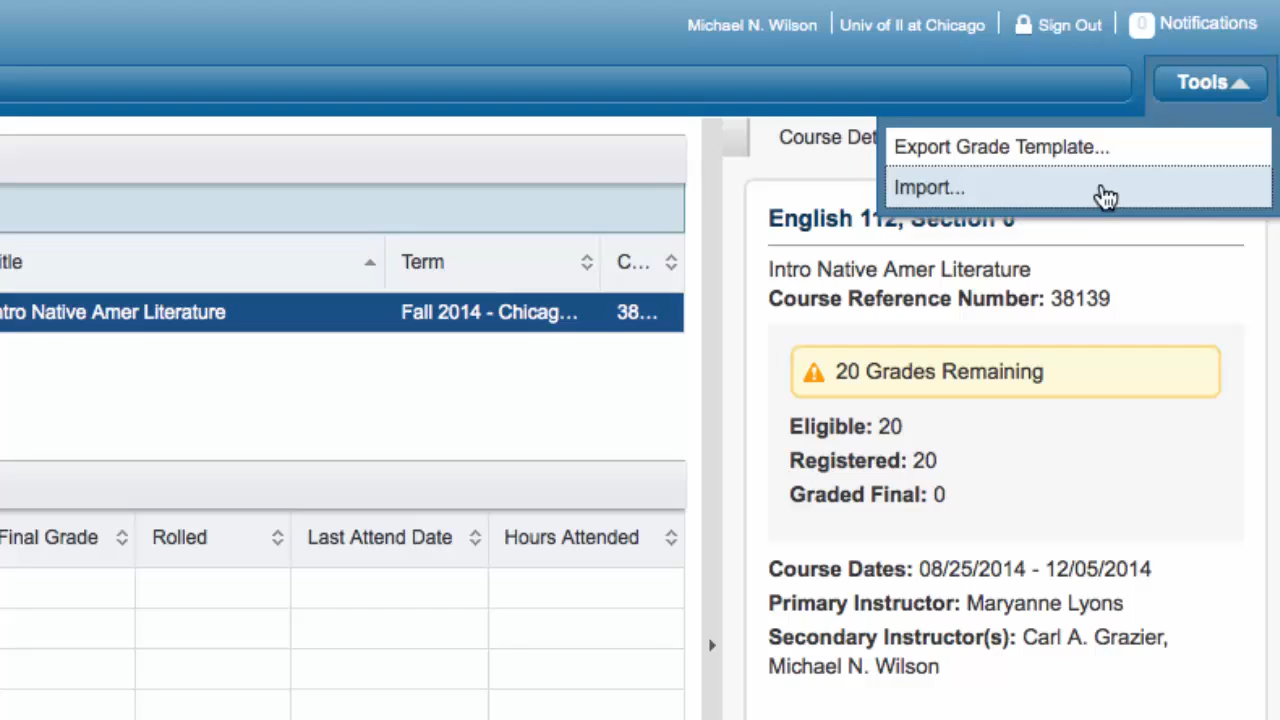 Michael N. Wilson Univ of Il at Chicago Sign Out 0 Notifications
Tools
Export Grade Template...
Import...
itle Term C...
ntro Native Amer Literature Fall 2014 - Chicag... 38...
Final Grade Rolled Last Attend Date Hours Attended
Course Det
English 112, Section
Intro Native Amer Literature
Course Reference Number: 38139
20 Grades Remaining
Eligible: 20
Registered: 20
Graded Final: 0
Course Dates: 08/25/2014 - 12/05/2014
Primary Instructor: Maryanne Lyons
Secondary Instructor(s): Carl A. Grazier,
Michael N. Wilson